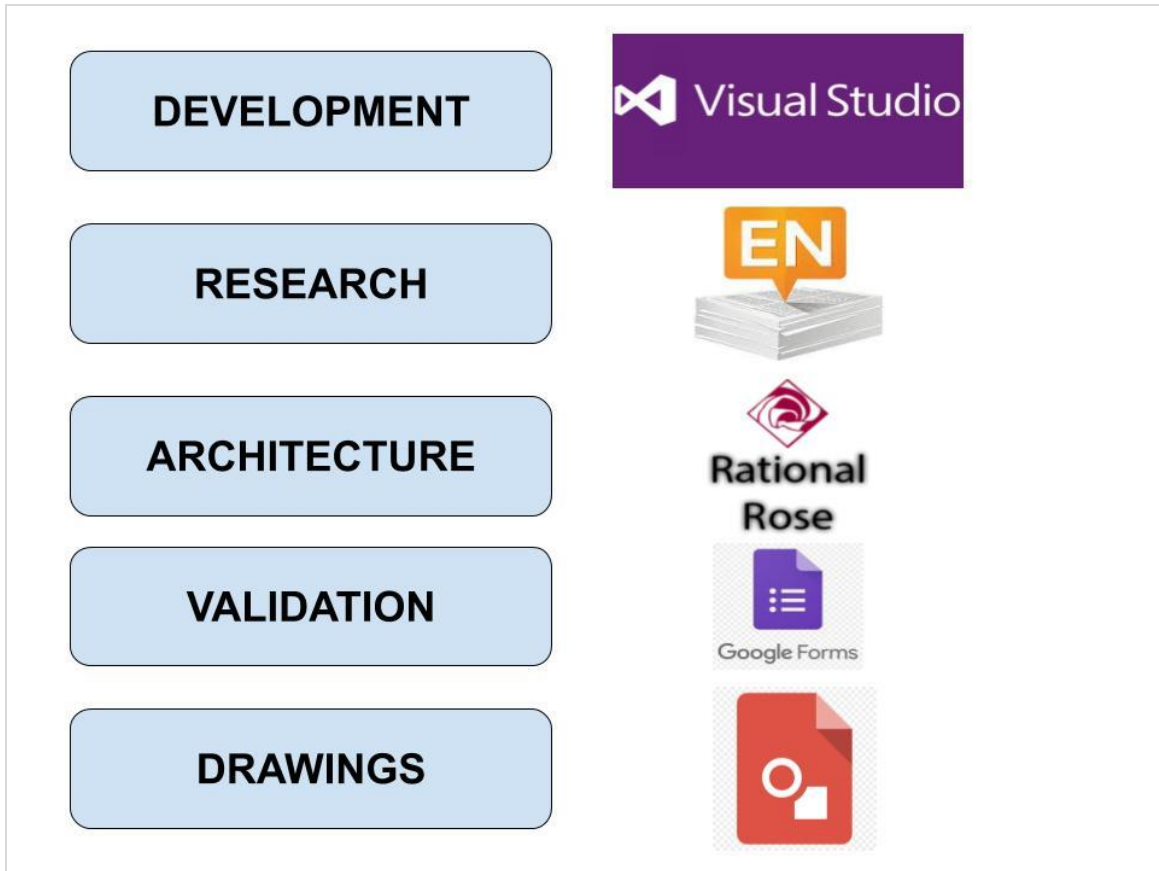 DEVELOPMENT
Visual Studio
RESEARCH
EN
ARCHITECTURE
Rational
Rose
VALIDATION
Google Forms
DRAWINGS